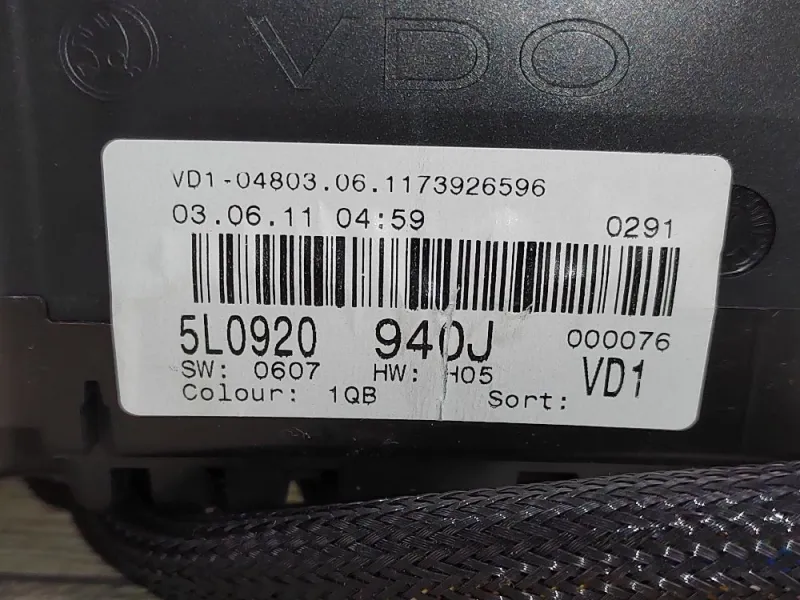 VDO
VD1-04803.06.1173926596
03.06.11 04:59 0291
5L0920 940J 000076
SW: 0607 HW: H05 VD1
Colour: 1QB Sort: